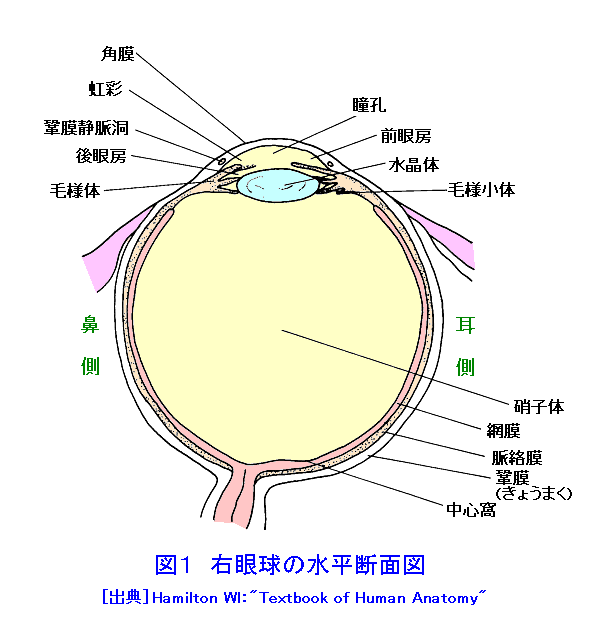 角膜
虹彩
鞏膜静脈洞
後眼房
毛様体
瞳孔
前眼房
水晶体
毛様小体
鼻側
耳側
硝子体
網膜
脈絡膜
鞏膜
(きょうまく)
中心窩
図1 右眼球の水平断面図
[出典]Hamilton WI:"Textbook of Human Anatomy"